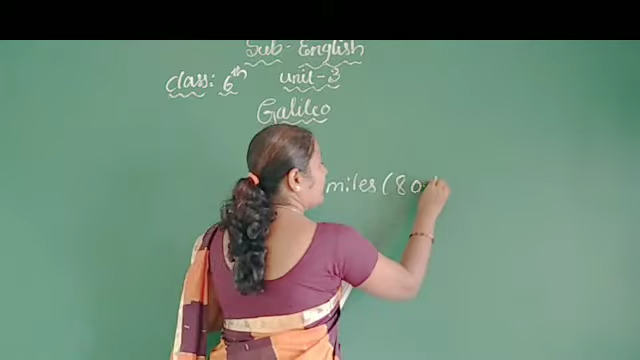 Sub - English
class: 6th unit - 3
Galileo
miles ( 80